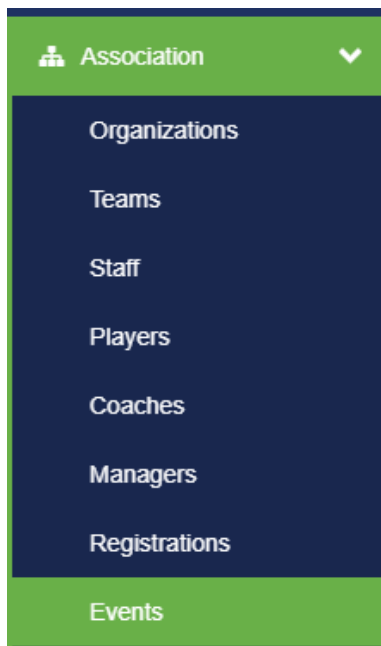 Association
Organizations
Teams
Staff
Players
Coaches
Managers
Registrations
Events